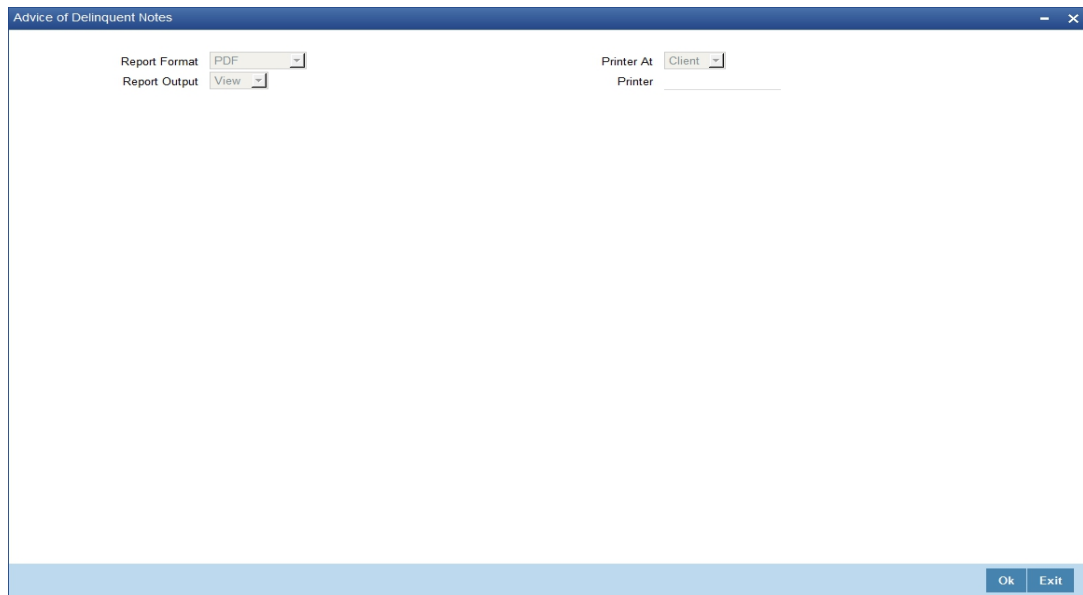 Advice of Delinquent Notes
Report Format PDF Printer At Client
Report Output View Printer
Ok Exit